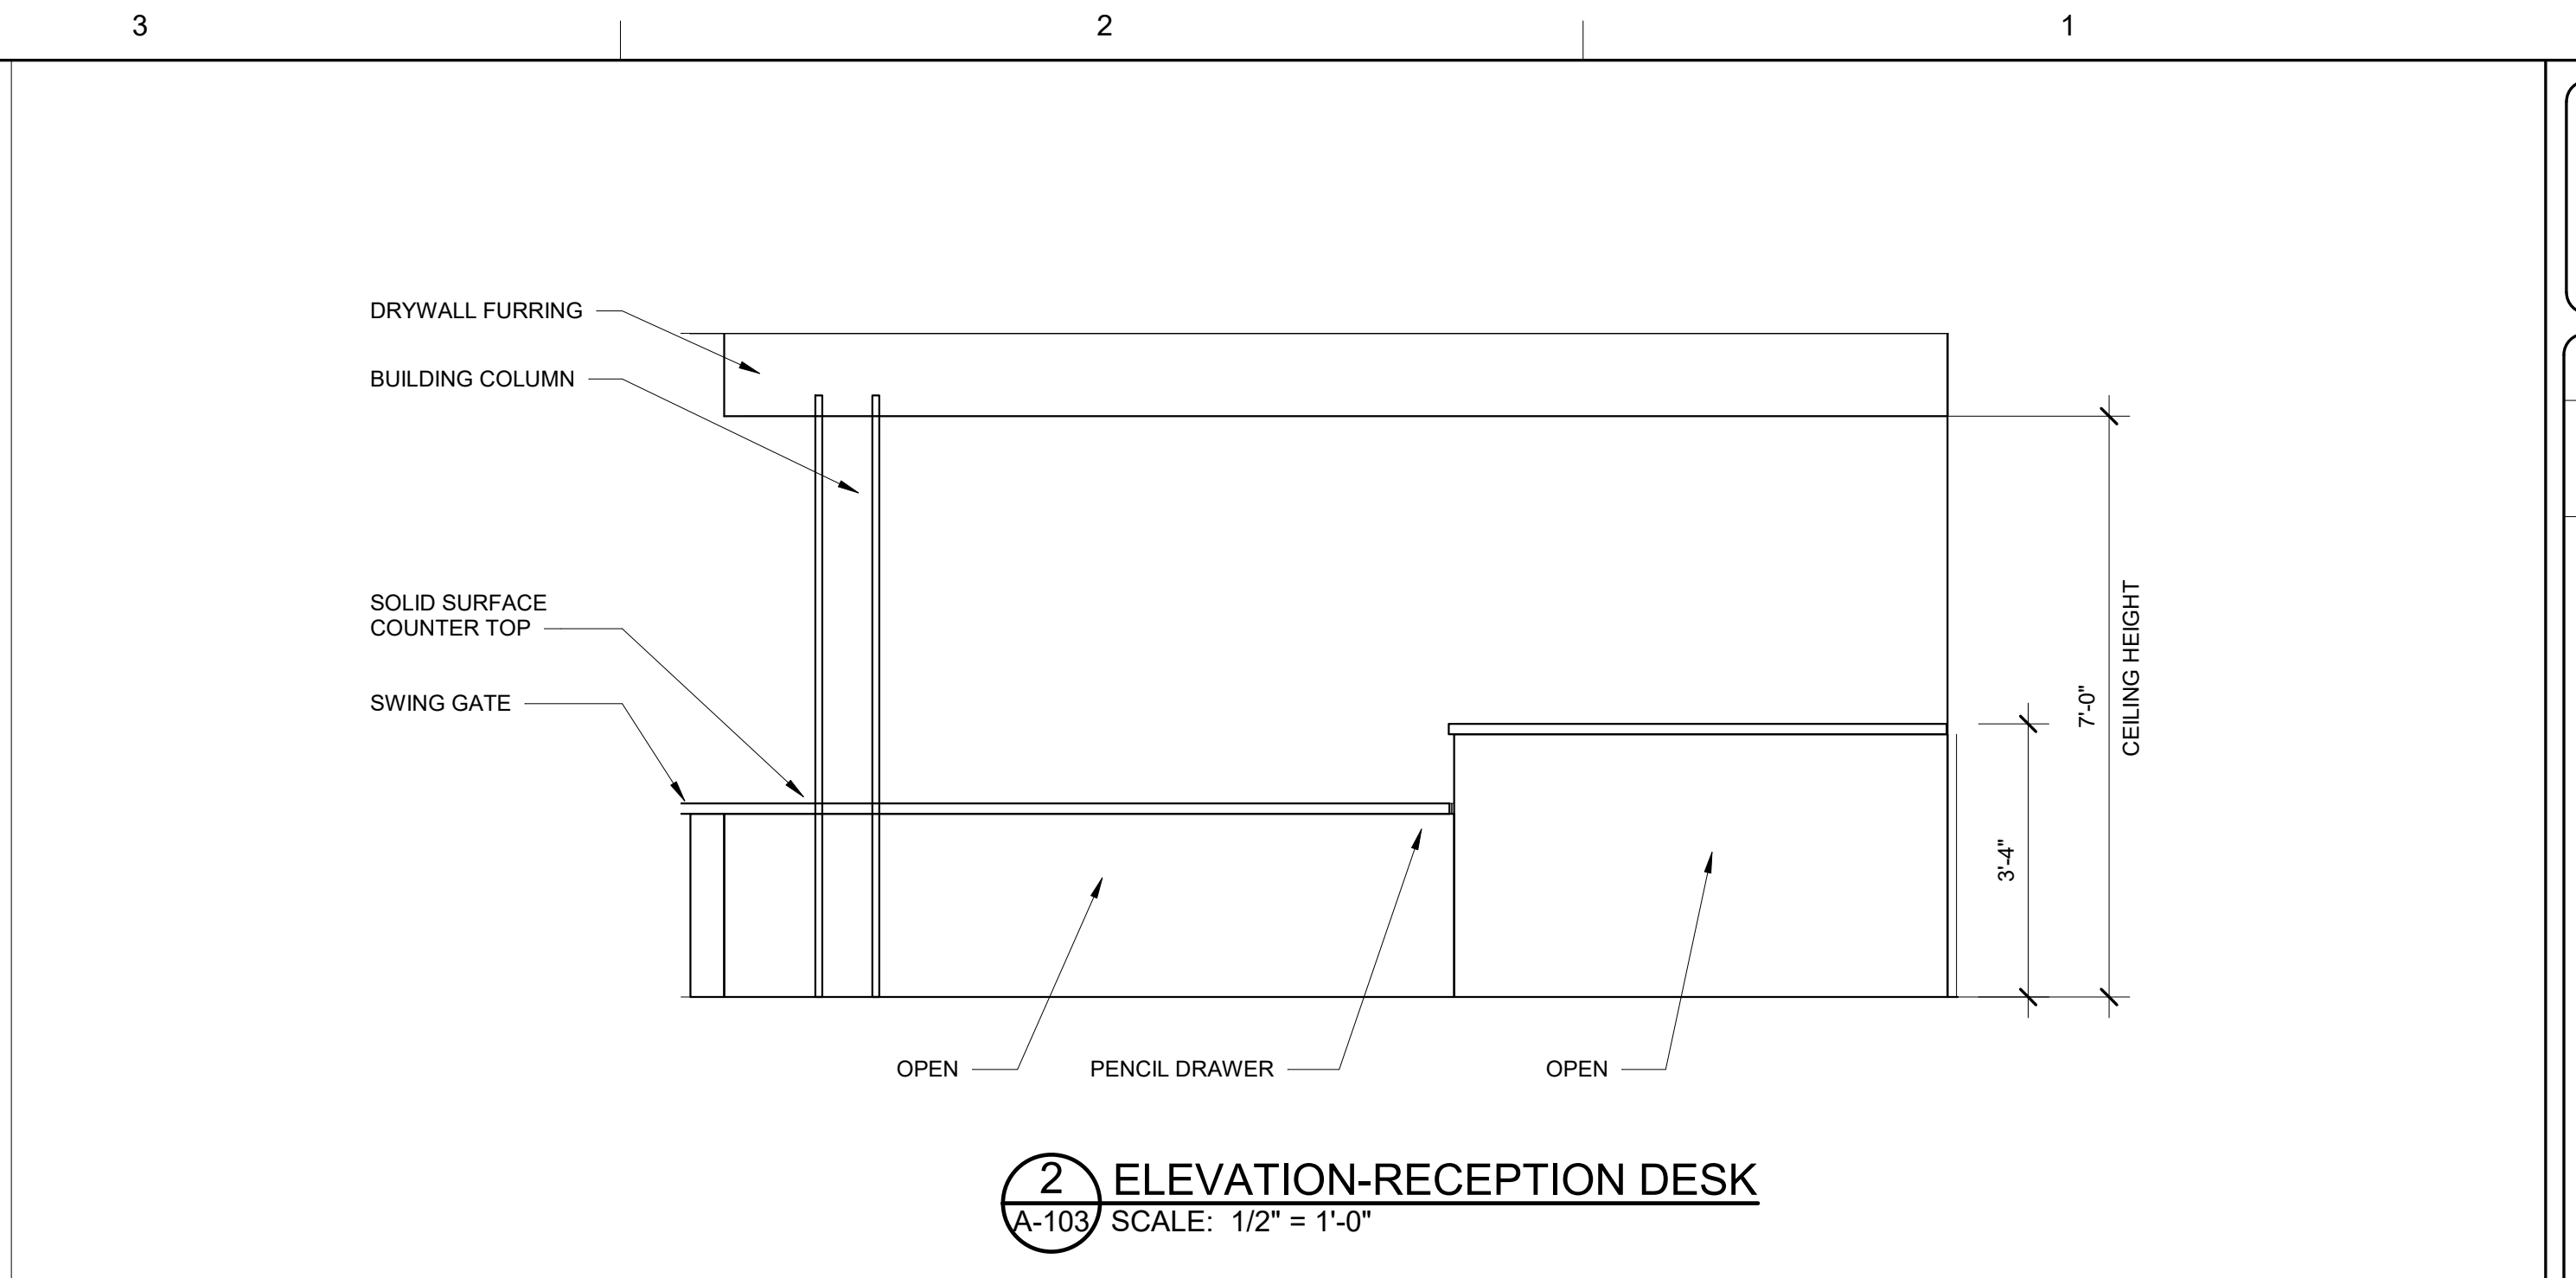 3
2
1
DRYWALL FURRING
BUILDING COLUMN
SOLID SURFACE
COUNTER TOP
SWING GATE
7'-0"
CEILING HEIGHT
3'-4"
OPEN
PENCIL DRAWER
OPEN
2
ELEVATION-RECEPTION DESK
A-103
SCALE: 1/2" = 1'-0"